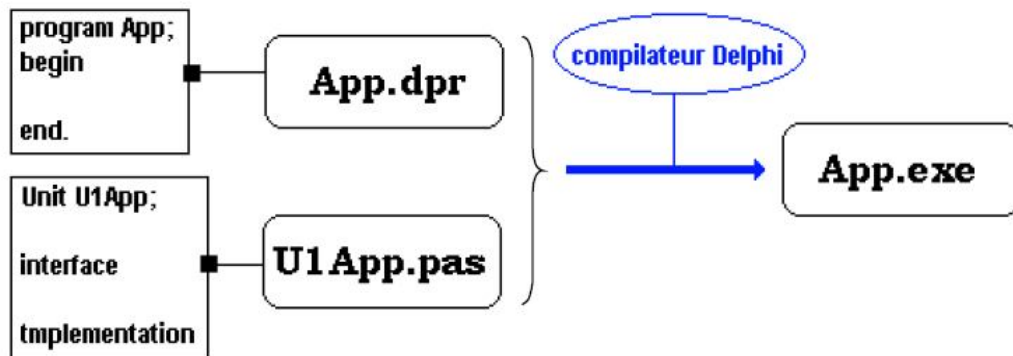 program App;
begin
end.
App.dpr
compilateur Delphi
App.exe
Unit U1App;
interface
tmplementation
U1App.pas